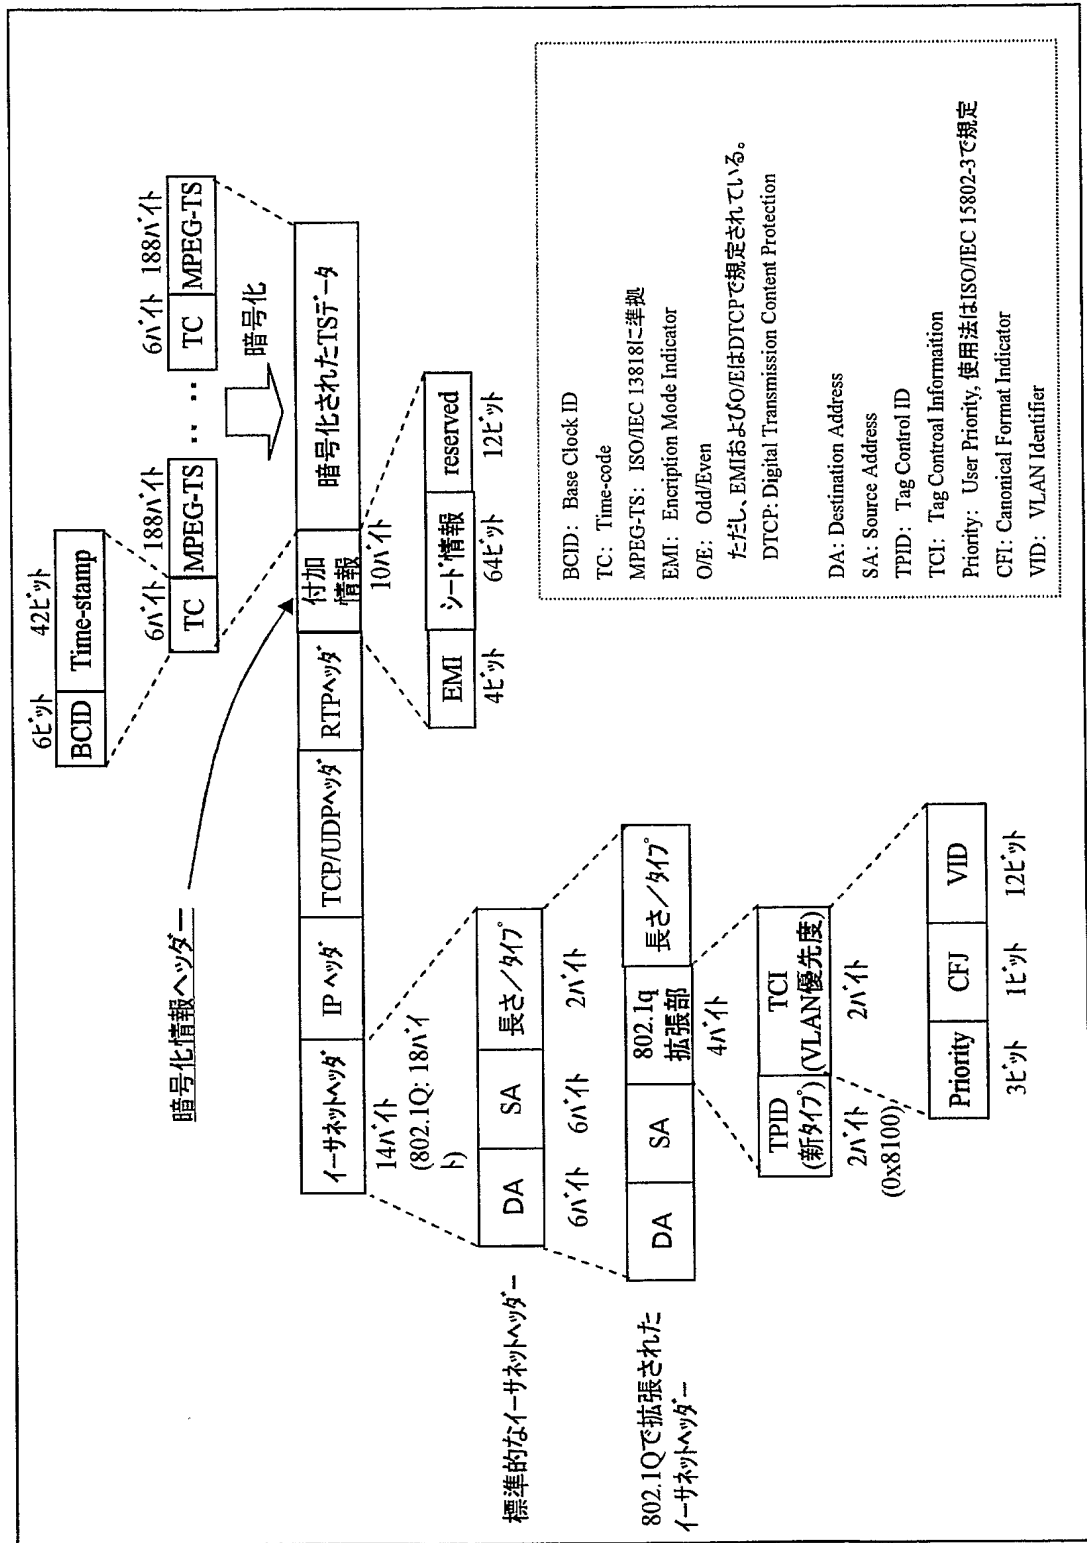 6ビット 42ビット
BCID Time-stamp
6バイト 188バイト 6バイト 188バイト
TC MPEG-TS ・・ ・・ TC MPEG-TS
暗号化
暗号化情報ヘッダー
イーサネットヘッダ IP ヘッダ TCP/UDPヘッダ RTPヘッダ 付加情報 暗号化されたTSデータ
14バイト
(802.1Q: 18バイ
ト)
10バイト
EMI シード情報 reserved
4ビット 64ビット 12ビット
標準的なイーサネットヘッダー
DA SA 長さ/タイプ
6バイト 6バイト 2バイト
802.1Qで拡張された
イーサネットヘッダー
DA SA 802.1q拡張部 長さ/タイプ
4バイト
TPID
(新タイプ)
TCI
(VLAN優先度)
2バイト
(0x8100)
2バイト
Priority CFJ VID
3ビット 1ビット 12ビット
BCID: Base Clock ID
TC: Time-code
MPEG-TS: ISO/IEC 13818に準拠
EMI: Encription Mode Indicator
O/E: Odd/Even
ただし、EMIおよびO/EはDTCPで規定されている。
DTCP: Digital Transmission Content Protection
DA: Destination Address
SA: Source Address
TPID: Tag Control ID
TCI: Tag Controal Informaition
Priority: User Priority, 使用法はISO/IEC 15802-3で規定
CFI: Canonical Format Indicator
VID: VLAN Identifier